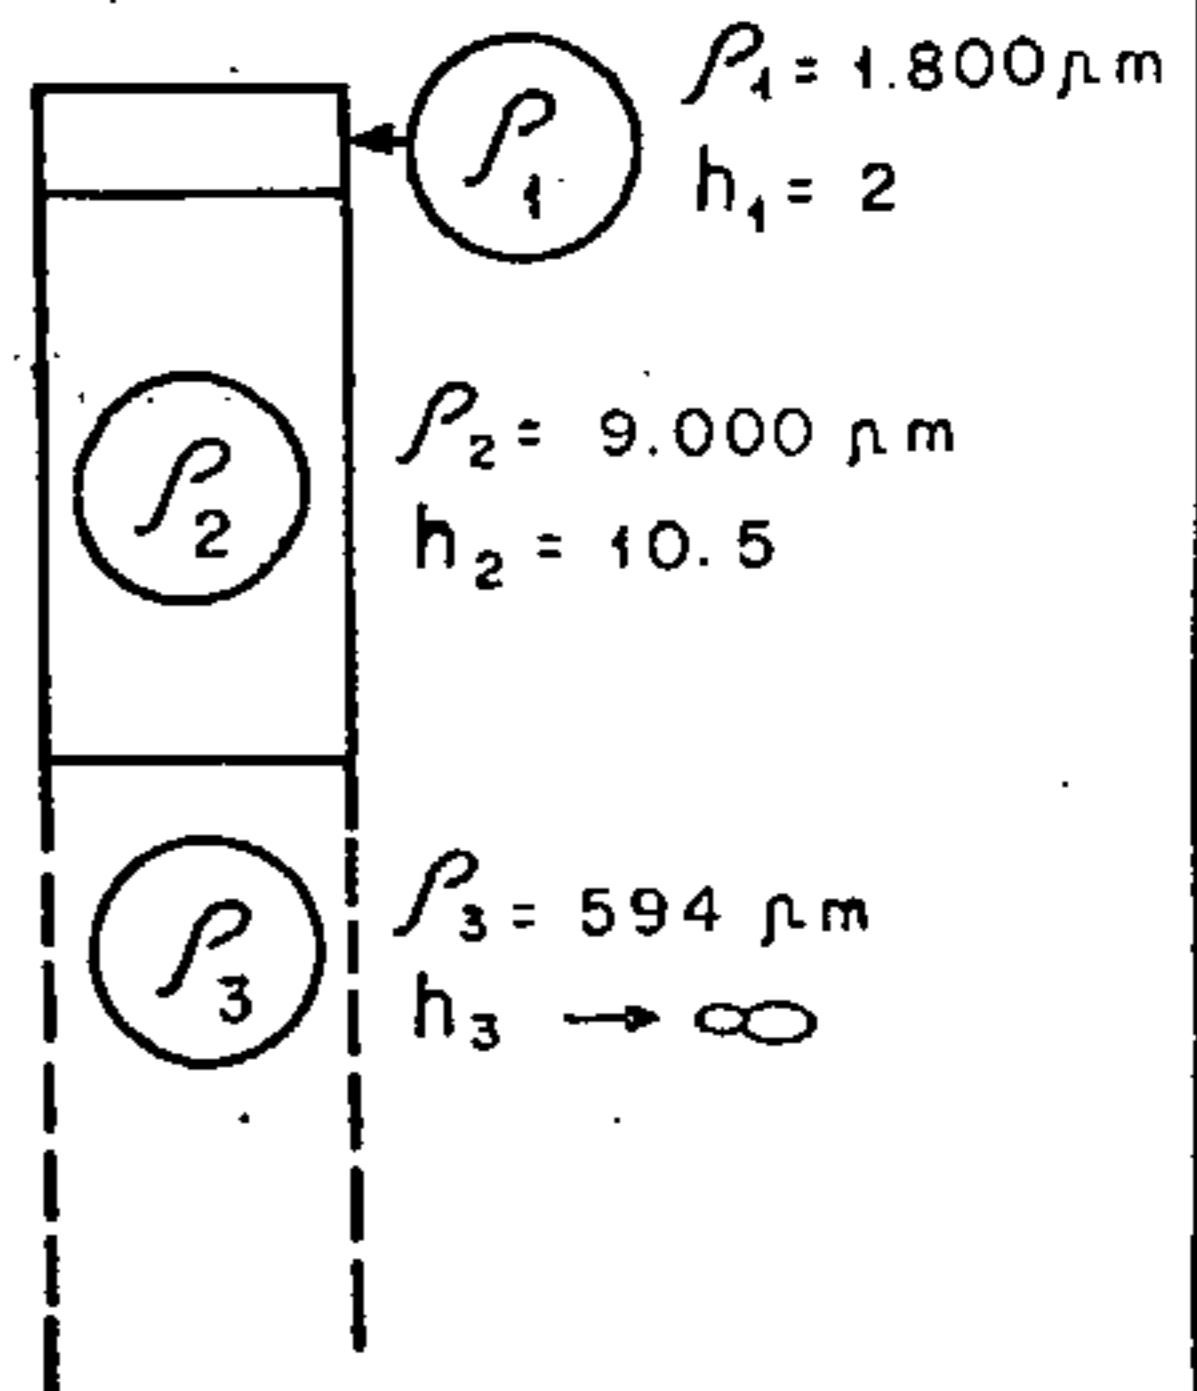 ρ1 ρ1 = 1.800 Ωm
h1 = 2
ρ2 ρ2 = 9.000 Ωm
h2 = 10.5
ρ3 ρ3 = 594 Ωm
h3 → ∞